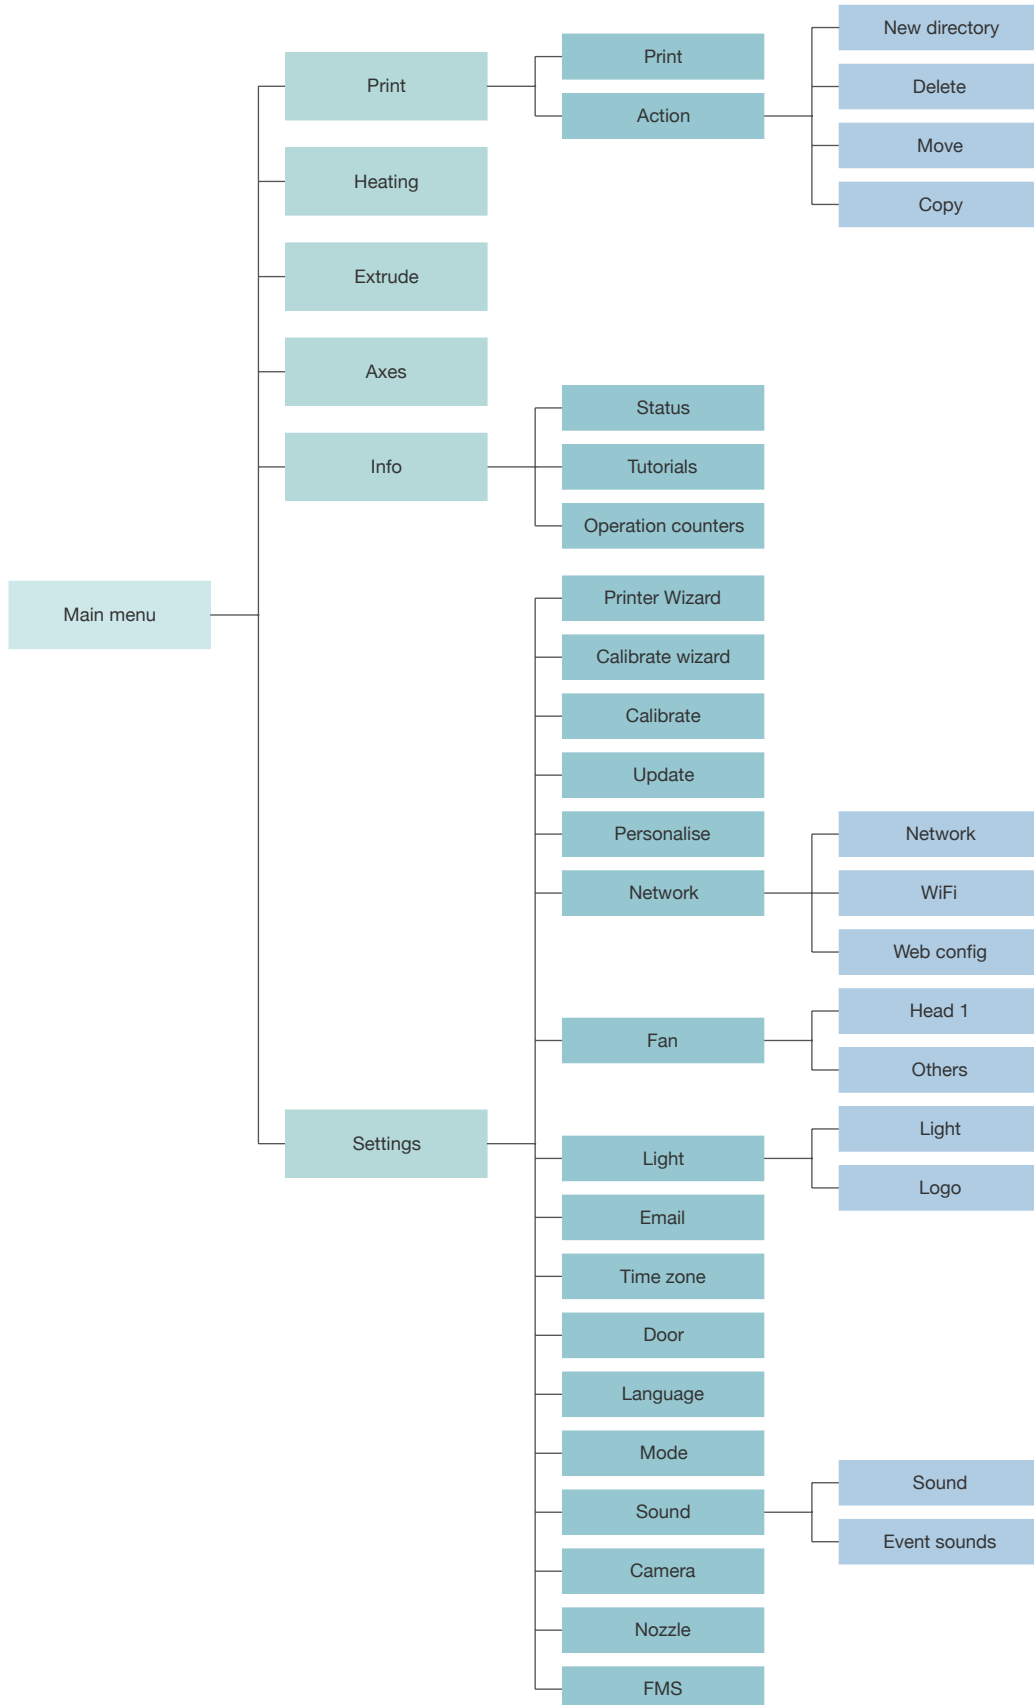 Main menu
Print
Print
Action
New directory
Delete
Move
Copy
Heating
Extrude
Axes
Info
Status
Tutorials
Operation counters
Settings
Printer Wizard
Calibrate wizard
Calibrate
Update
Personalise
Network
Network
WiFi
Web config
Fan
Head 1
Others
Light
Light
Logo
Email
Time zone
Door
Language
Mode
Sound
Sound
Event sounds
Camera
Nozzle
FMS